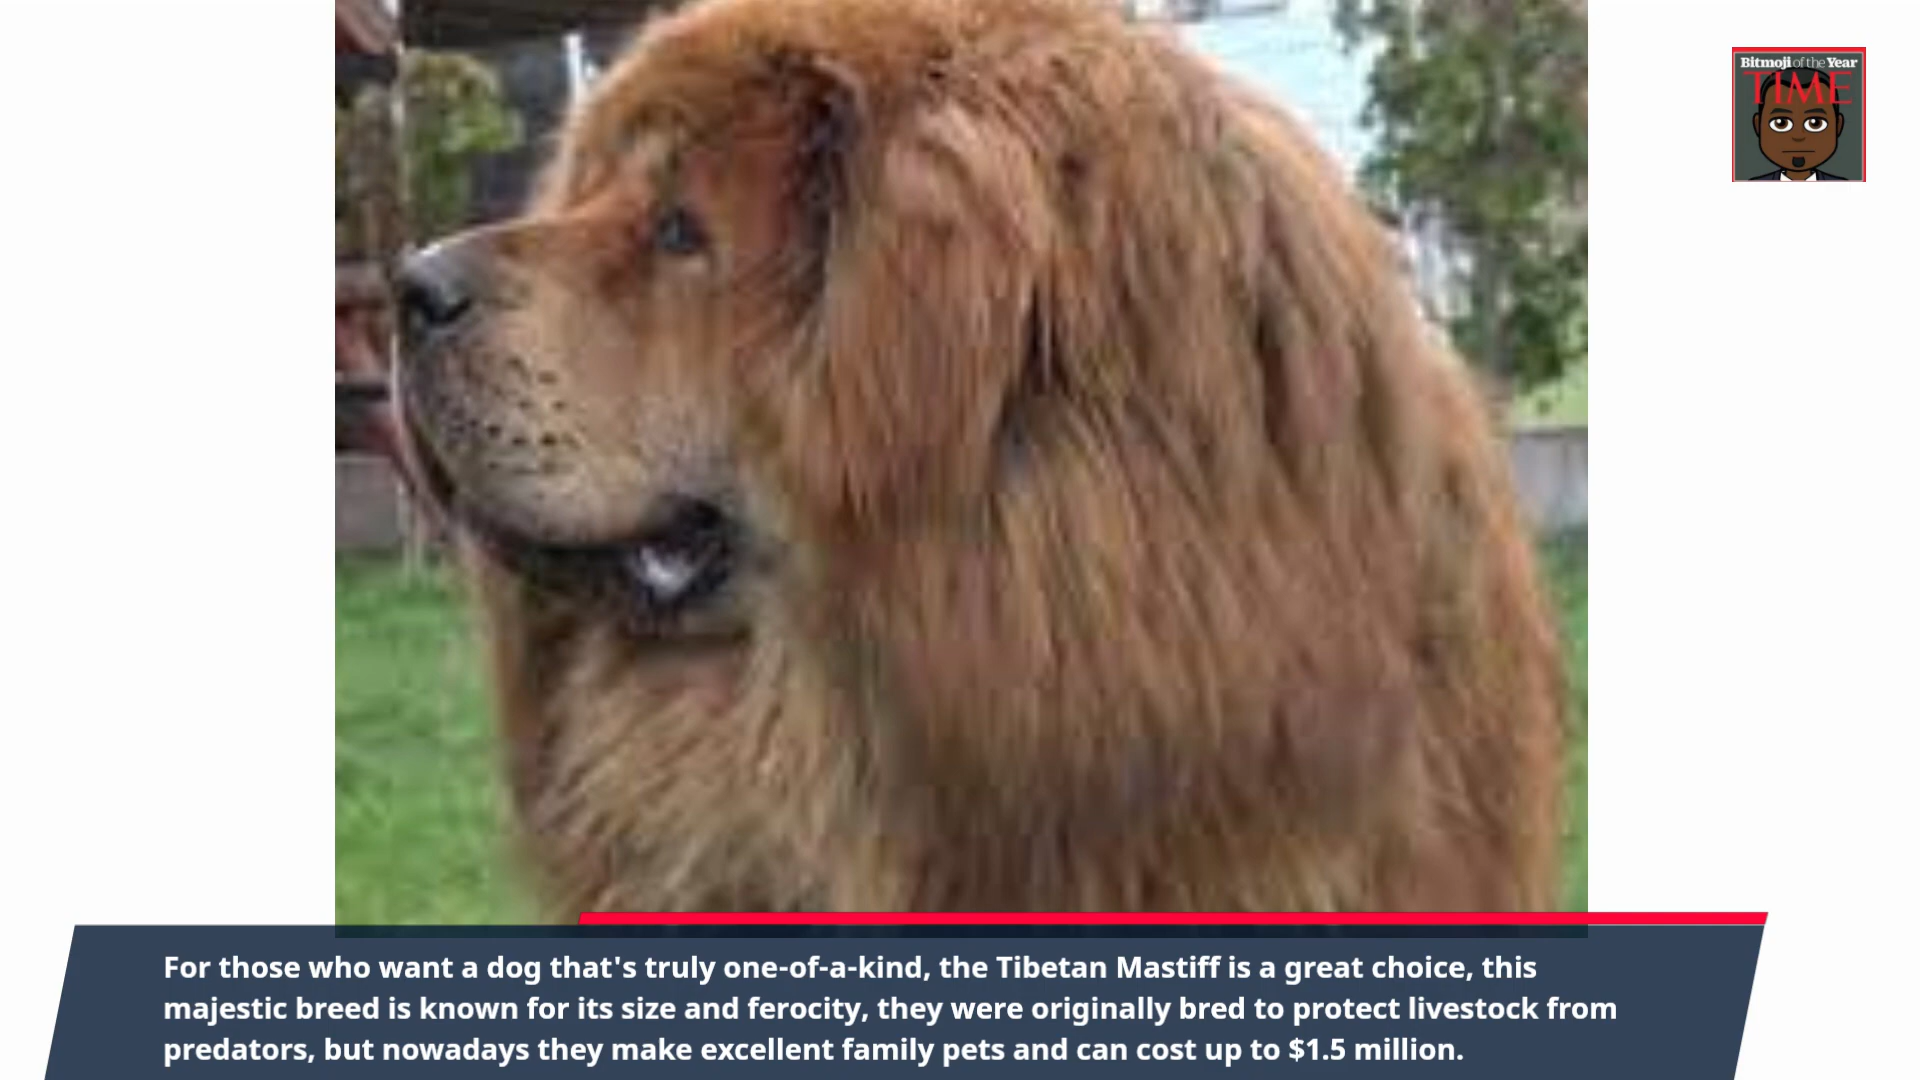 Bitmoji of the Year
TIME
For those who want a dog that's truly one-of-a-kind, the Tibetan Mastiff is a great choice, this
majestic breed is known for its size and ferocity, they were originally bred to protect livestock from
predators, but nowadays they make excellent family pets and can cost up to $1.5 million.